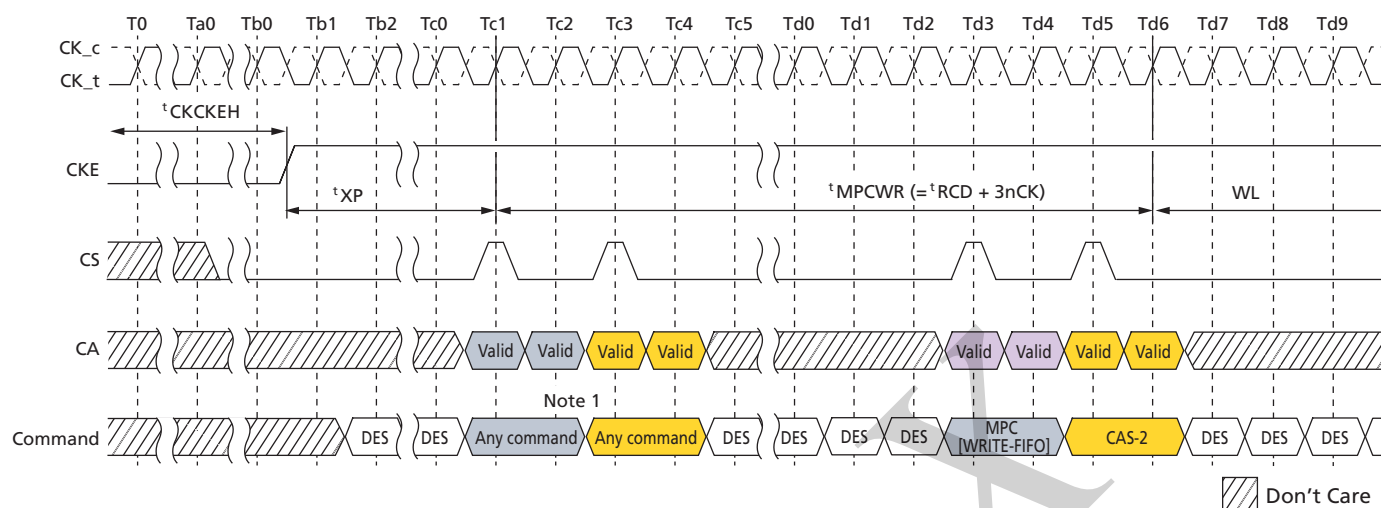 T0 Ta0 Tb0 Tb1 Tb2 Tc0 Tc1 Tc2 Tc3 Tc4 Tc5 Td0 Td1 Td2 Td3 Td4 Td5 Td6 Td7 Td8 Td9
CK_c
CK_t
tCKCKEH
CKE
tXP tMPCWR (= tRCD + 3nCK) WL
CS
CA Valid Valid Valid Valid Valid Valid Valid Valid
Note 1
Command DES DES Any command Any command DES DES DES DES MPC [WRITE-FIFO] CAS-2 DES DES DES
Don't Care